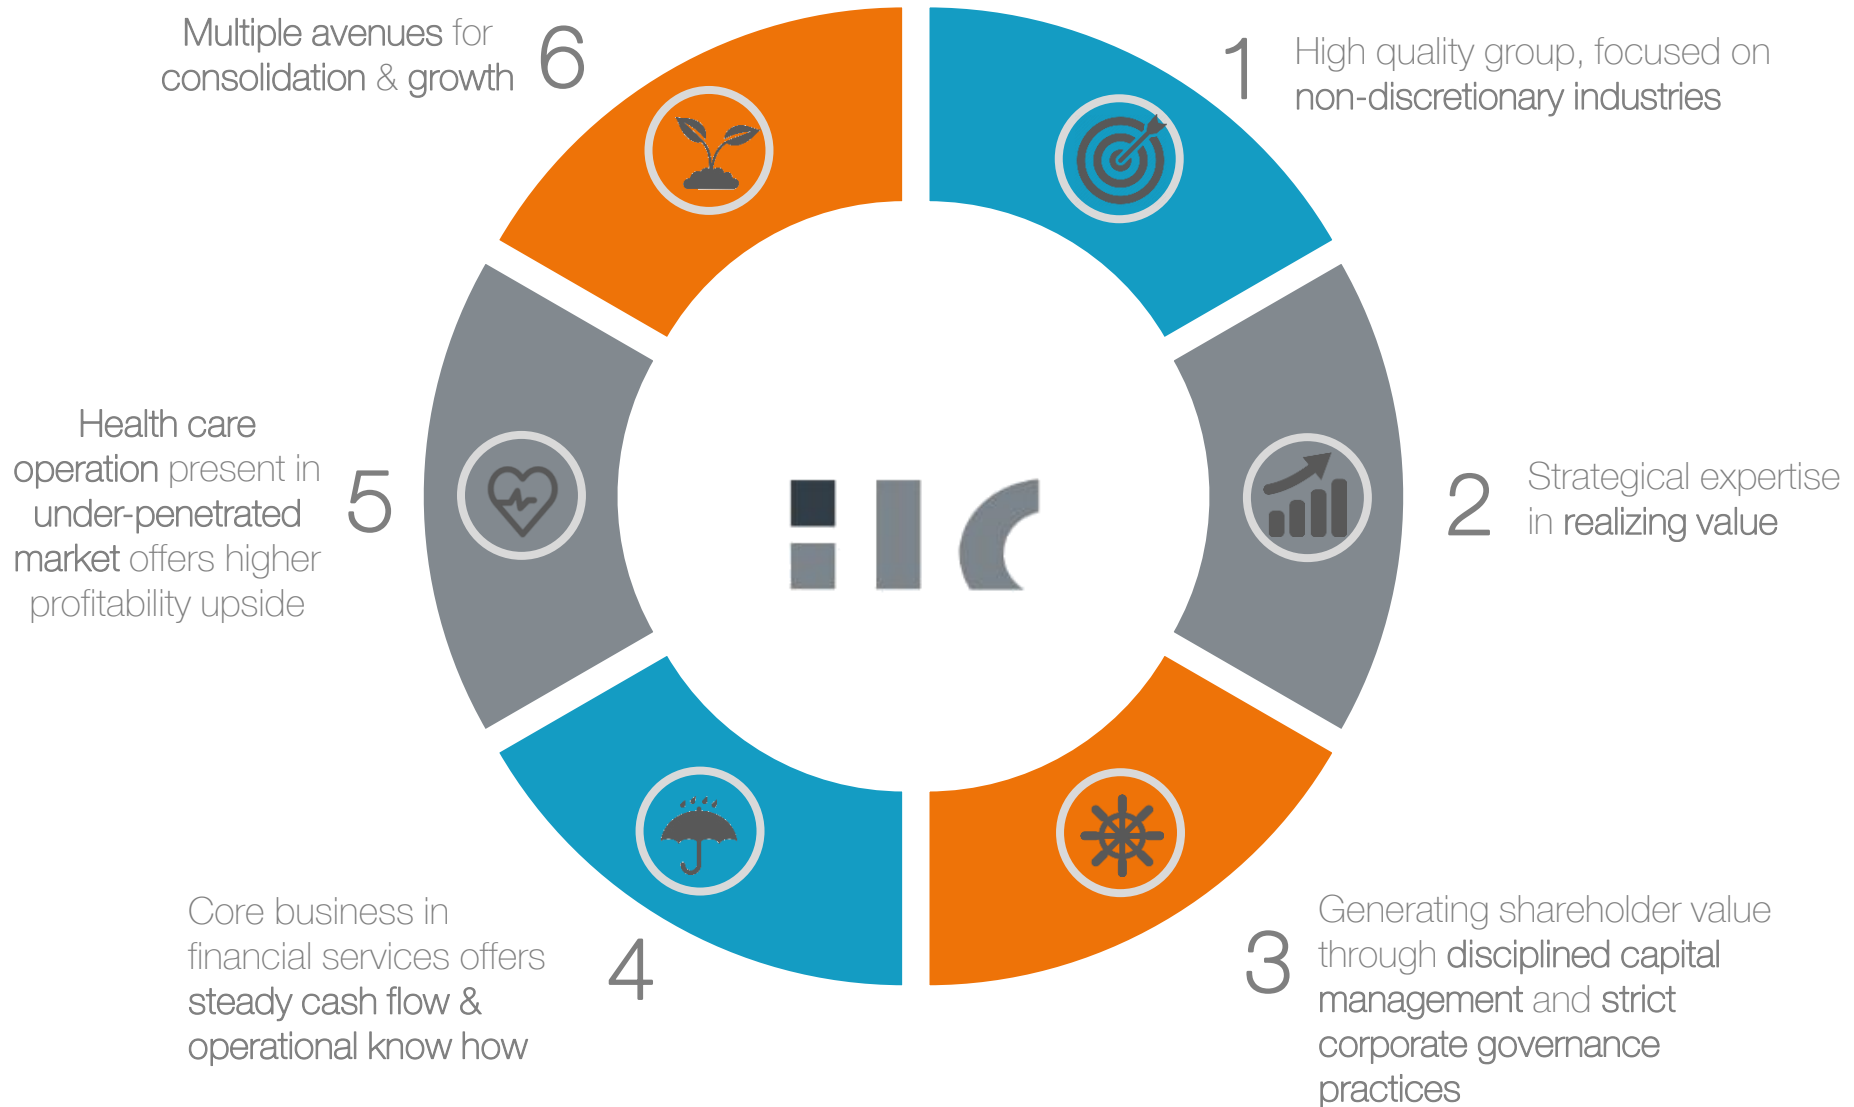 1
High quality group, focused on
non-discretionary industries
2
Strategical expertise
in realizing value
3
Generating shareholder value
through disciplined capital
management and strict
corporate governance
practices
4
Core business in
financial services offers
steady cash flow &
operational know how
5
Health care
operation present in
under-penetrated
market offers higher
profitability upside
6
Multiple avenues for
consolidation & growth